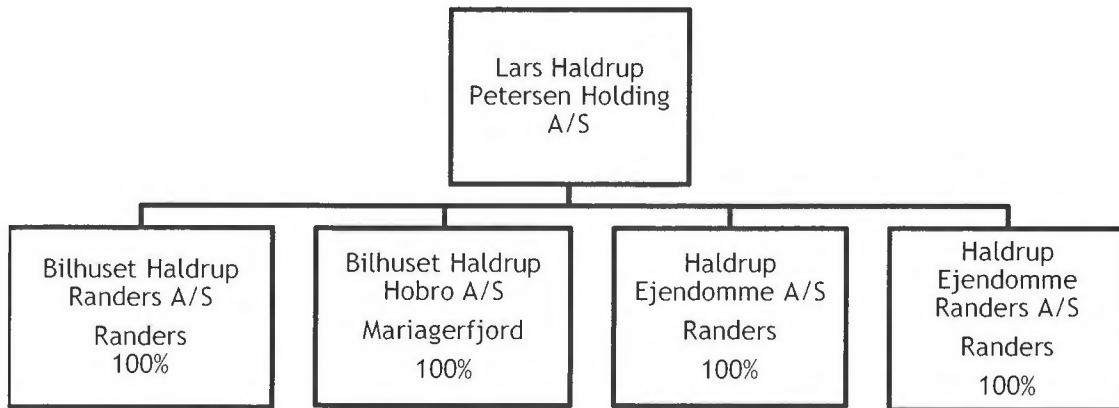 Lars Haldrup
Petersen Holding
A/S
Bilhuset Haldrup
Randers A/S
Randers
100%
Bilhuset Haldrup
Hobro A/S
Mariagerfjord
100%
Haldrup
Ejendomme A/S
Randers
100%
Haldrup
Ejendomme
Randers A/S
Randers
100%